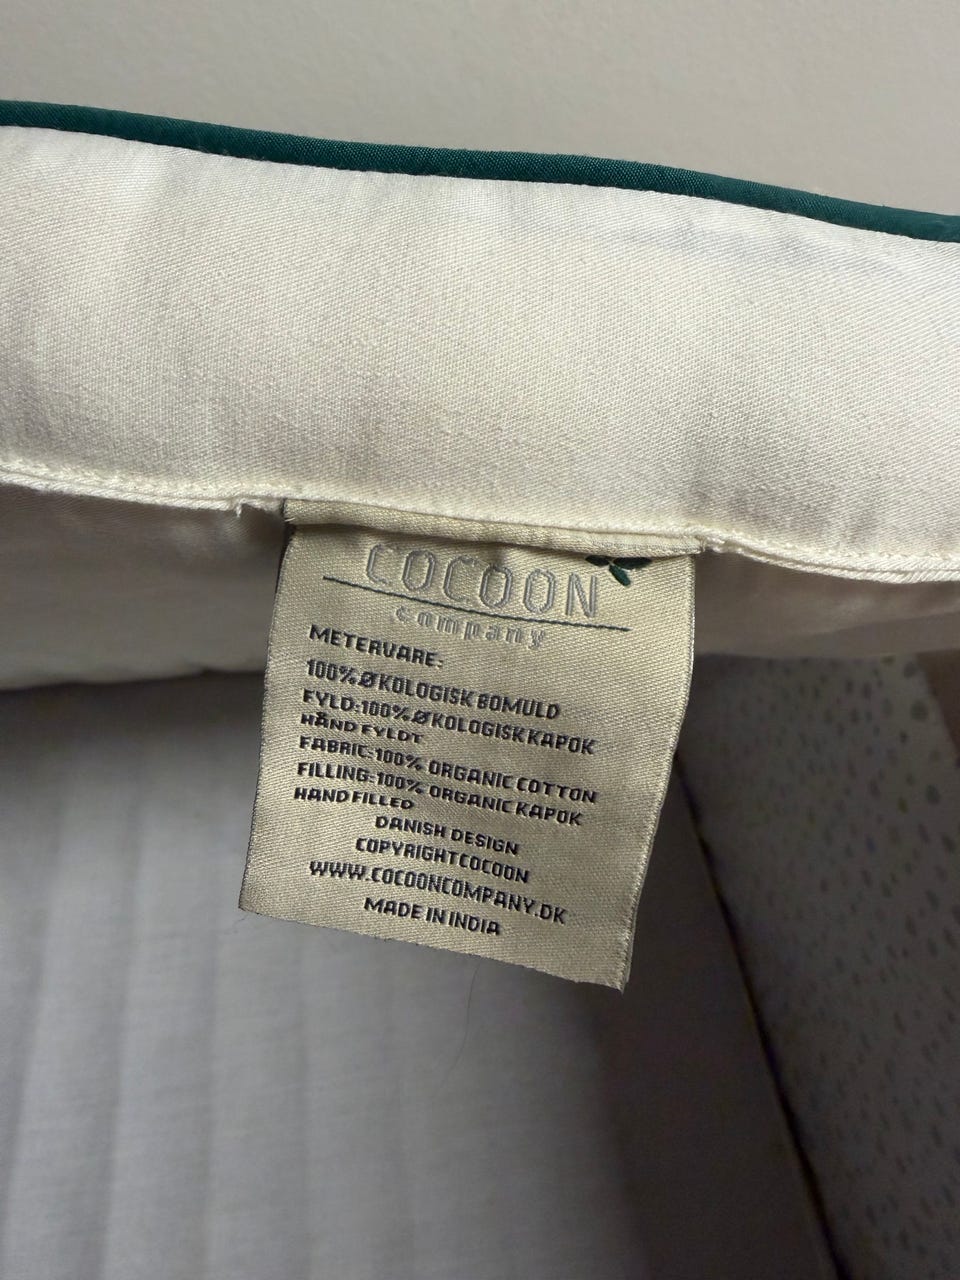 COCOON
company
METERVARE:
100% ØKOLOGISK BOMULD
FYLD:100% ØKOLOGISK KAPOK
HÅND FYLDT
FABRIC:100% ORGANIC COTTON
FILLING:100% ORGANIC KAPOK
HAND FILLED
DANISH DESIGN
COPYRIGHT COCOON
WWW.COCOONCOMPANY.DK
MADE IN INDIA